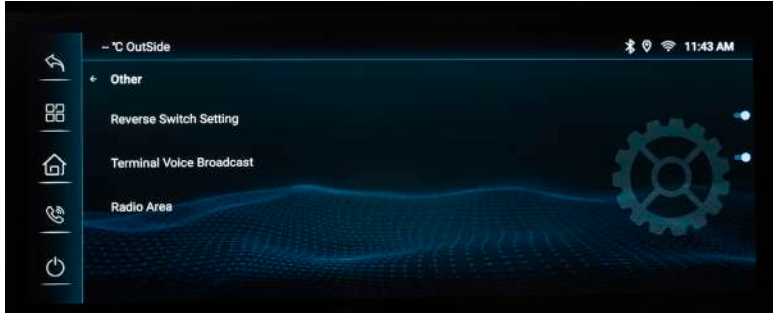 -- °C OutSide
11:43 AM
Other
Reverse Switch Setting
Terminal Voice Broadcast
Radio Area